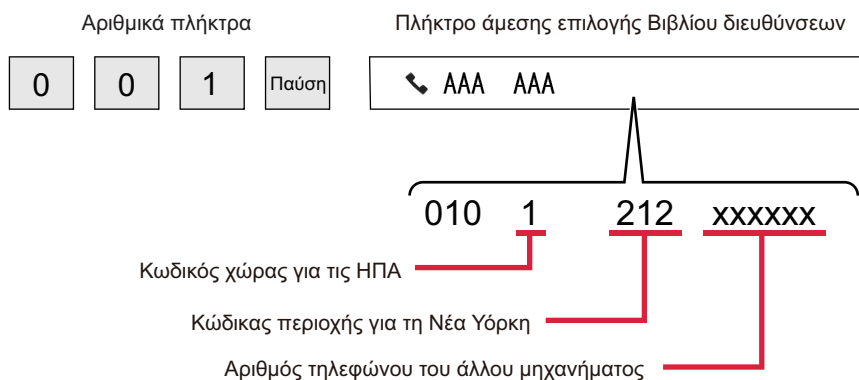 Αριθμικά πλήκτρα Πλήκτρο άμεσης επιλογής Βιβλίου διευθύνσεων
0 0 1 Παύση AAA AAA
010 1 212 xxxxxx
Κωδικός χώρας για τις ΗΠΑ
Κώδικας περιοχής για τη Νέα Υόρκη
Αριθμός τηλεφώνου του άλλου μηχανήματος